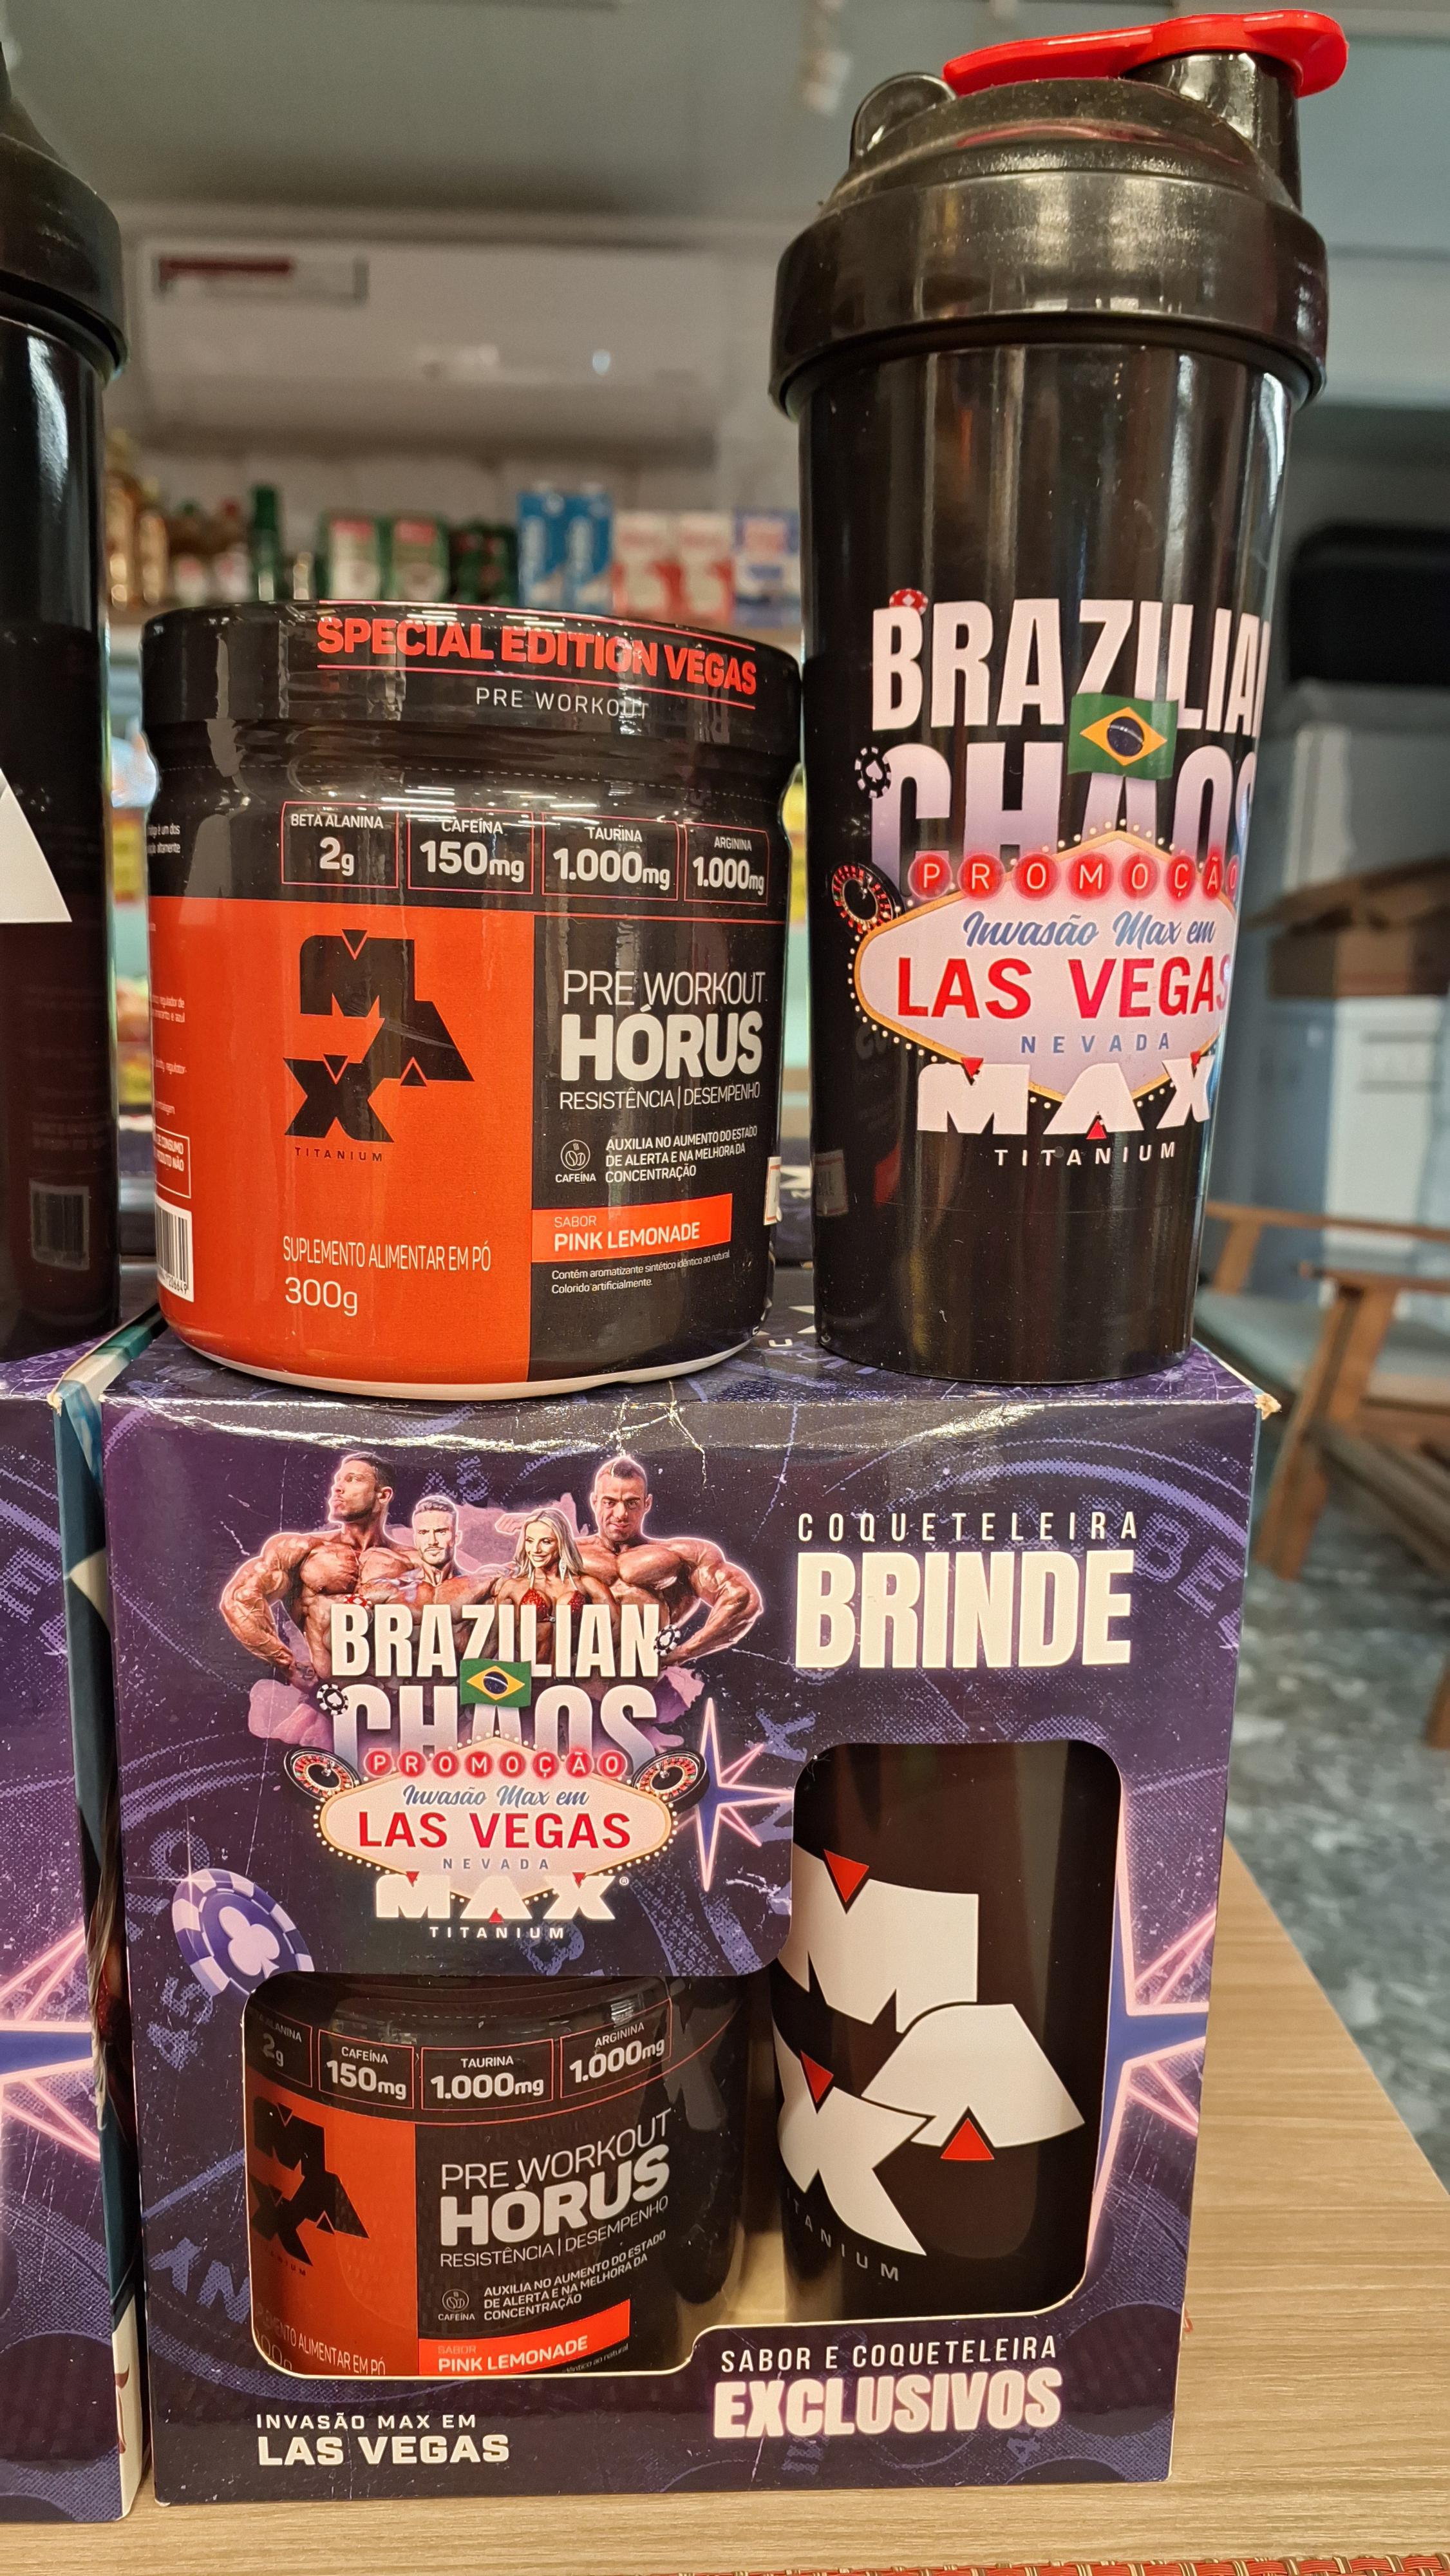 SPECIAL EDITION VEGAS
PRE WORKOUT
BETA ALANINA
2g
CAFEÍNA
150mg
TAURINA
1.000mg
ARGININA
1.000mg
MAX
TITANIUM
PRE WORKOUT
HÓRUS
RESISTÊNCIA | DESEMPENHO
CAFEÍNA
AUXILIA NO AUMENTO DO ESTADO
DE ALERTA E NA MELHORA DA
CONCENTRAÇÃO
SABOR
PINK LEMONADE
Contém aromatizante sintético idêntico ao natural.
Colorido artificialmente.
SUPLEMENTO ALIMENTAR EM PÓ
300g
BRAZILIAN
CHAOS
PROMOÇÃO
Invasão Max em
LAS VEGAS
NEVADA
MAX
TITANIUM
COQUETELEIRA
BRINDE
BRAZILIAN
CHAOS
PROMOÇÃO
Invasão Max em
LAS VEGAS
NEVADA
MAX®
TITANIUM
ALANINA
2g
CAFEÍNA
150mg
TAURINA
1.000mg
ARGININA
1.000mg
MAX
PRE WORKOUT
HÓRUS
RESISTÊNCIA | DESEMPENHO
CAFEÍNA
AUXILIA NO AUMENTO DO ESTADO
DE ALERTA E NA MELHORA DA
CONCENTRAÇÃO
SABOR
PINK LEMONADE
ALIMENTAR EM PÓ
MAX
TANIUM
SABOR E COQUETELEIRA
EXCLUSIVOS
INVASÃO MAX EM
LAS VEGAS